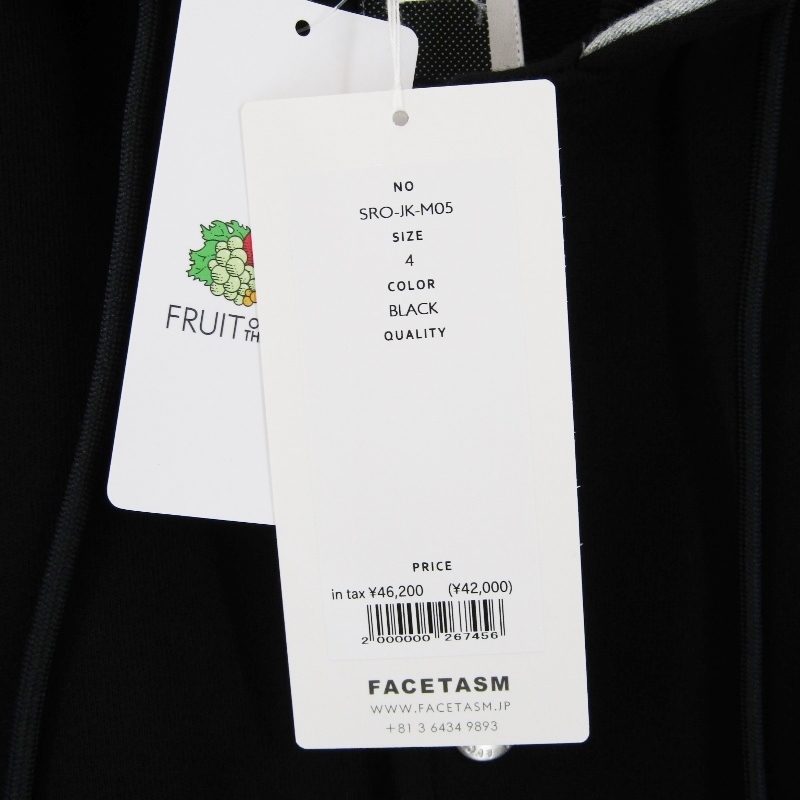 FRUIT O
TH
NO
SRO-JK-M05
SIZE
4
COLOR
BLACK
QUALITY
PRICE
in tax ¥46,200 (¥42,000)
2 000000 267456
FACETASM
WWW.FACETASM.JP
+81 3 6434 9893